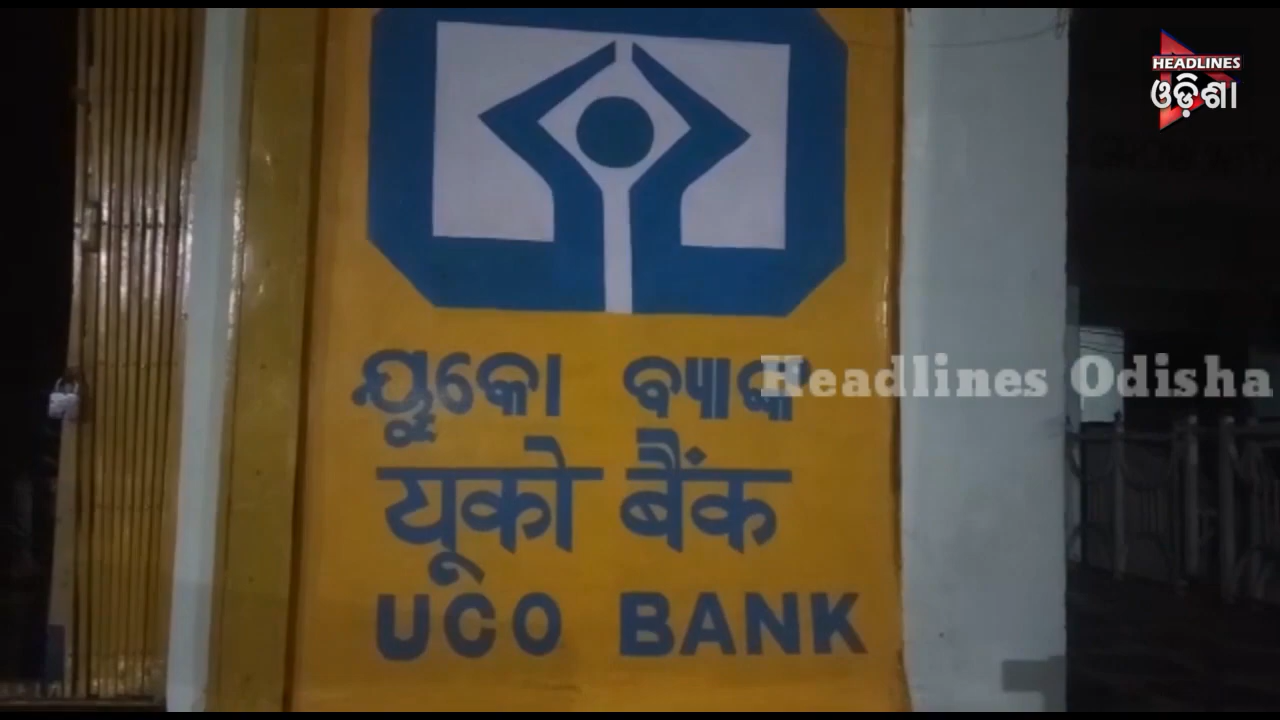 HEADLINES
ଓଡ଼ିଶା
ୟୁକୋ ବ୍ୟାଙ୍କ
Headlines Odisha
यूको बैंक
UCO BANK